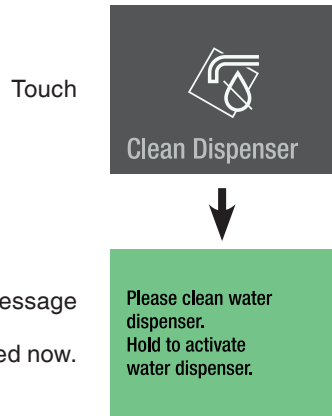 Touch
Clean Dispenser
essage
Please clean water
dispenser.
ed now.
Hold to activate
water dispenser.